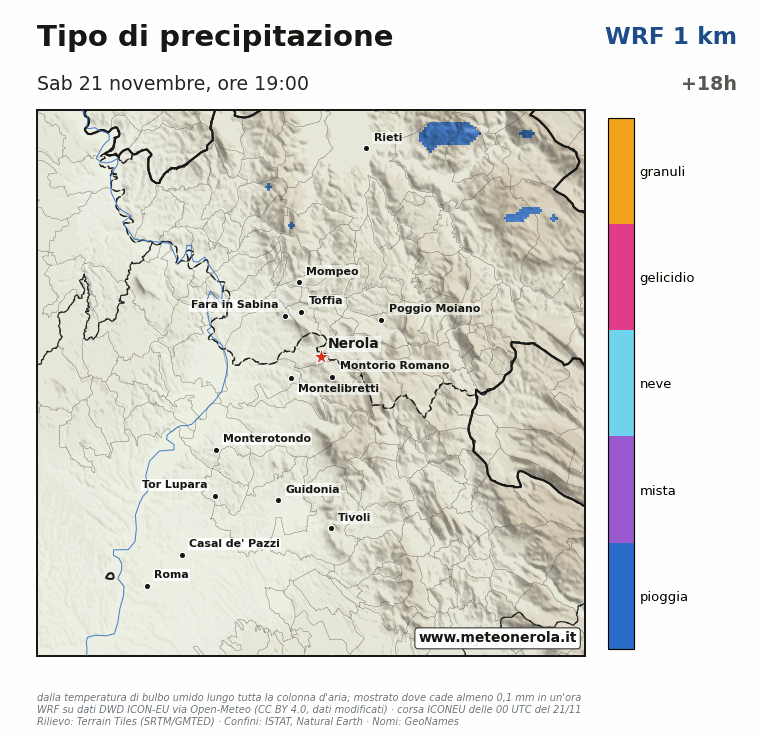 Tipo di precipitazione
WRF 1 km
Sab 21 novembre, ore 19:00
+18h
Rieti
granuli
gelicidio
Mompeo
Fara in Sabina
Toffia
Poggio Moiano
Nerola
Montorio Romano
Montelibretti
neve
Monterotondo
Tor Lupara
Guidonia
mista
Tivoli
Casal de' Pazzi
Roma
pioggia
www.meteonerola.it
dalla temperatura di bulbo umido lungo tutta la colonna d'aria; mostrato dove cade almeno 0,1 mm in un'ora
WRF su dati DWD ICON-EU via Open-Meteo (CC BY 4.0, dati modificati) · corsa ICONEU delle 00 UTC del 21/11
Rilievo: Terrain Tiles (SRTM/GMTED) · Confini: ISTAT, Natural Earth · Nomi: GeoNames